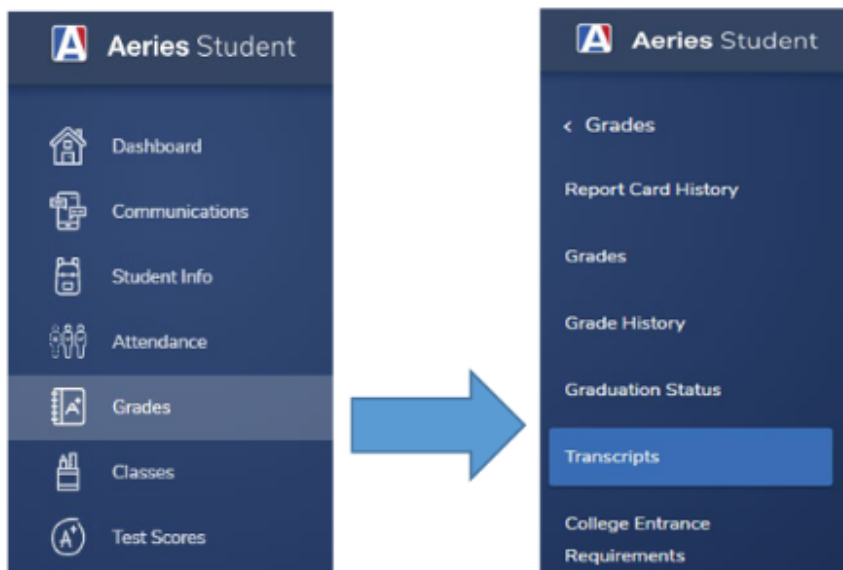 Aeries Student
Dashboard
Communications
Student Info
Attendance
Grades
Classes
Test Scores
Aeries Student
< Grades
Report Card History
Grades
Grade History
Graduation Status
Transcripts
College Entrance
Requirements